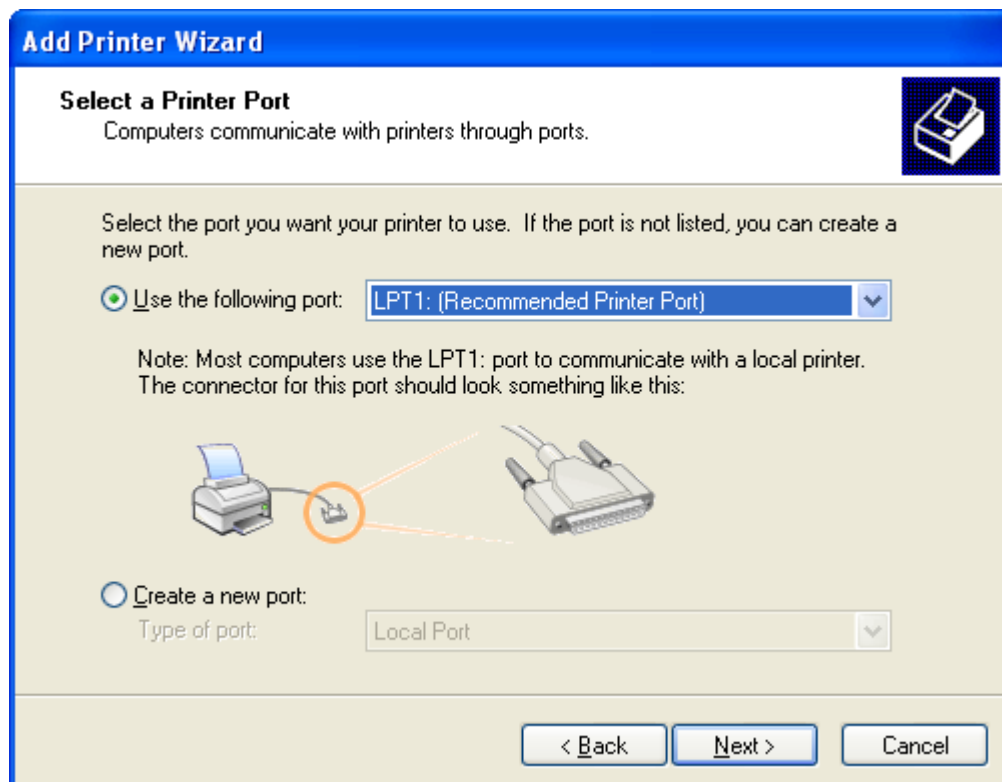 Add Printer Wizard
Select a Printer Port
Computers communicate with printers through ports.
Select the port you want your printer to use.  If the port is not listed, you can create a
new port.
Use the following port: LPT1: (Recommended Printer Port)
Note: Most computers use the LPT1: port to communicate with a local printer.
The connector for this port should look something like this:
Create a new port:
Type of port: Local Port
< Back Next > Cancel